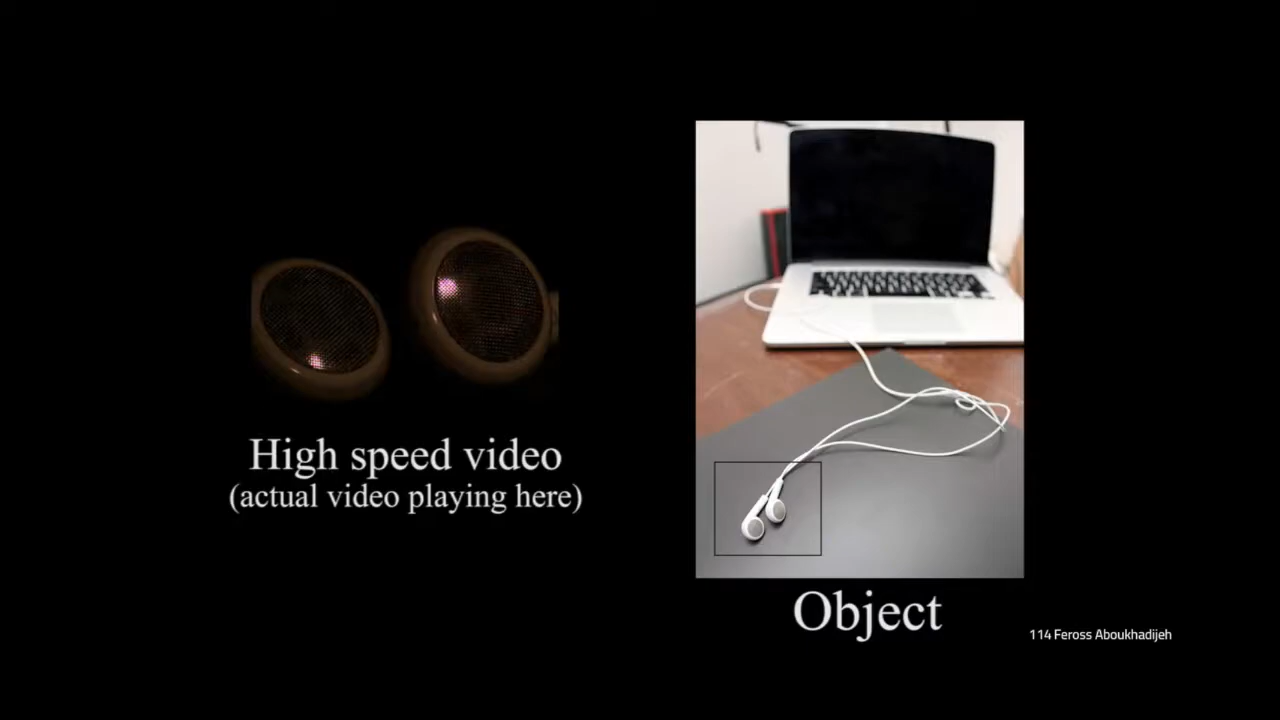 High speed video
(actual video playing here)
Object
114 Feross Aboukhadijeh